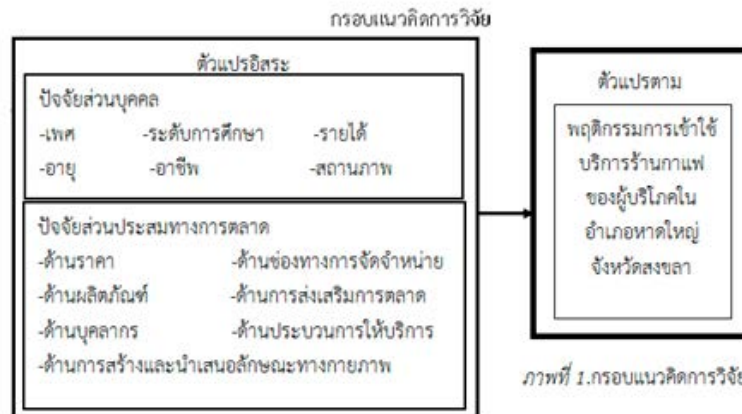 กรอบแนวคิดการวิจัย
ตัวแปรอิสระ
ปัจจัยส่วนบุคคล
-เพศ -ระดับการศึกษา -รายได้
-อายุ -อาชีพ -สถานภาพ
ปัจจัยส่วนประสมทางการตลาด
-ด้านราคา -ด้านช่องทางการจัดจำหน่าย
-ด้านผลิตภัณฑ์ -ด้านการส่งเสริมการตลาด
-ด้านบุคลากร -ด้านประบวนการให้บริการ
-ด้านการสร้างและนำเสนอลักษณะทางกายภาพ
ตัวแปรตาม
พฤติกรรมการเข้าใช้
บริการร้านกาแฟ
ของผู้บริโภคใน
อำเภอหาดใหญ่
จังหวัดสงขลา
ภาพที่ 1.กรอบแนวคิดการวิจัย